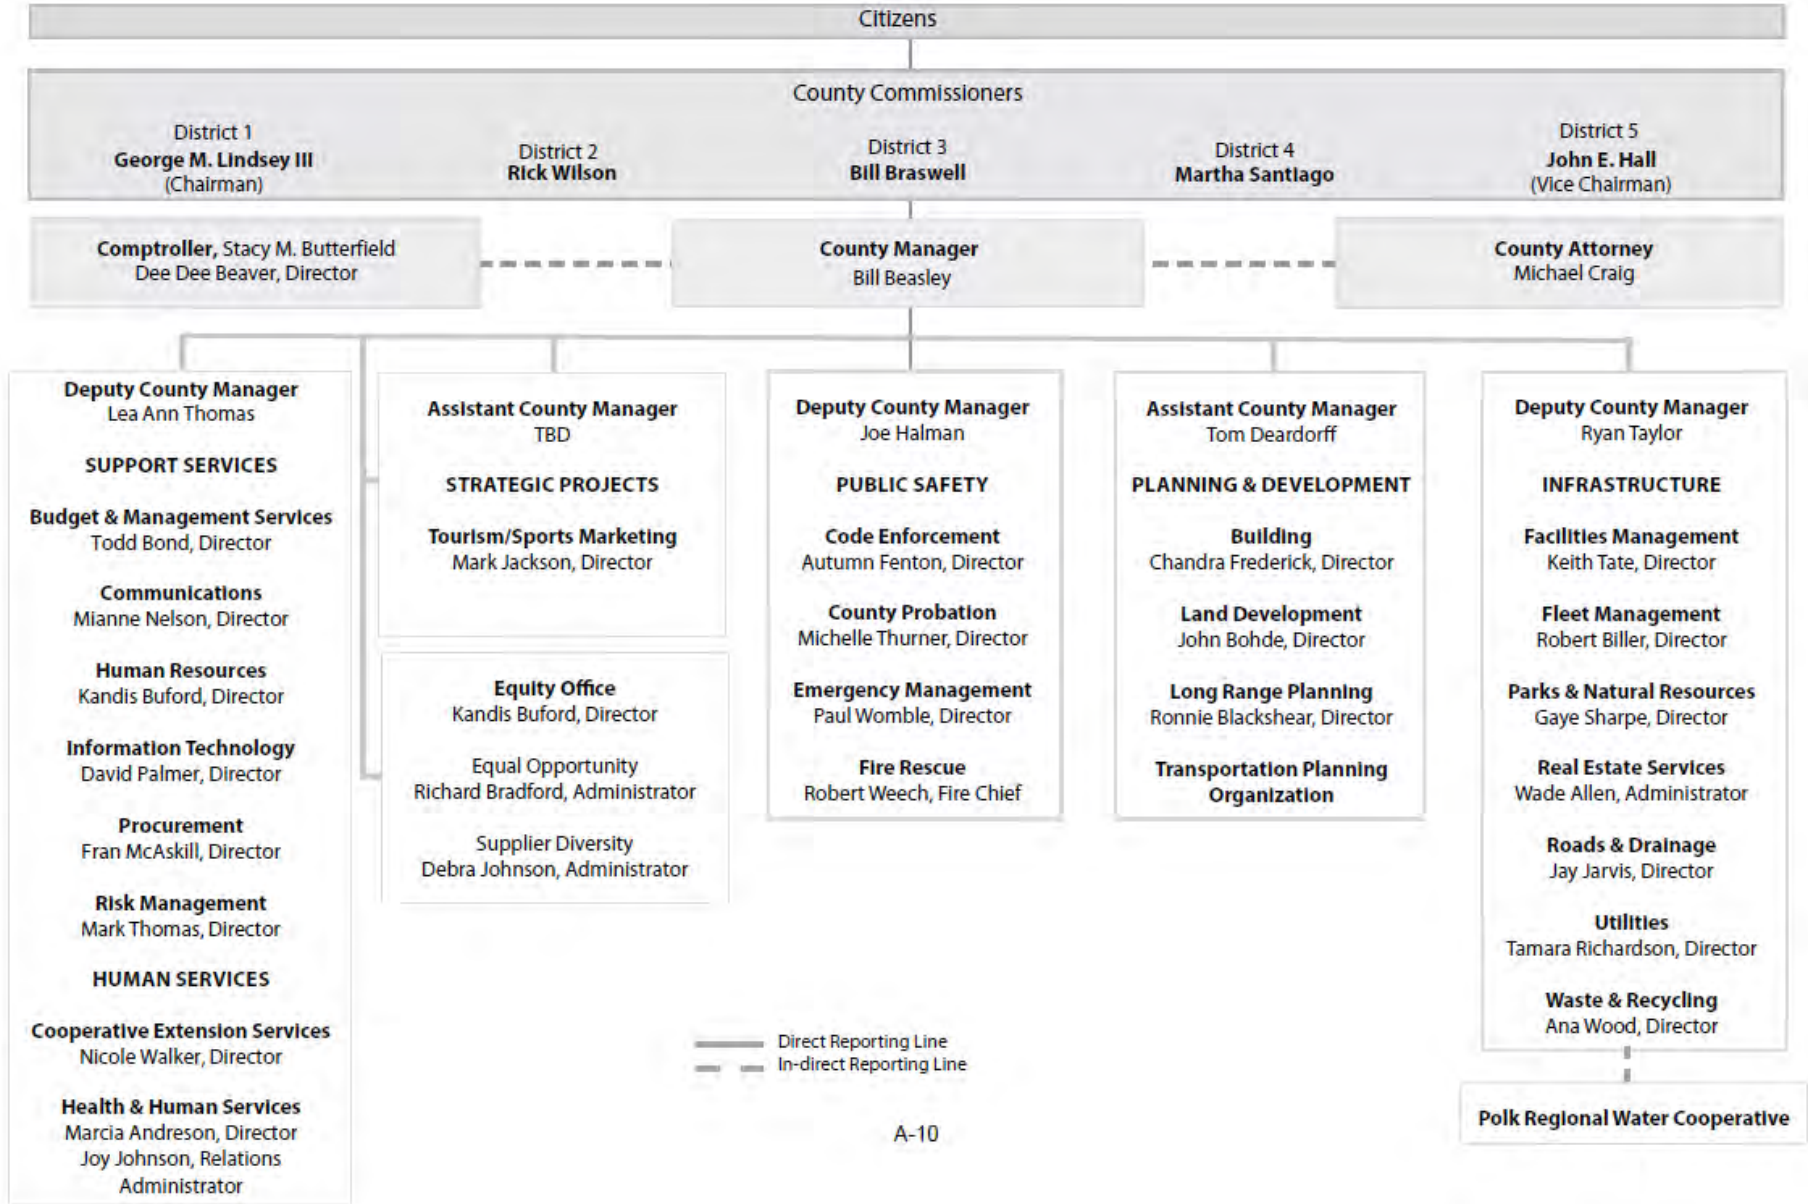 Citizens
County Commissioners
District 1
George M. Lindsey III
(Chairman)
District 2
Rick Wilson
District 3
Bill Braswell
District 4
Martha Santiago
District 5
John E. Hall
(Vice Chairman)
Comptroller, Stacy M. Butterfield
Dee Dee Beaver, Director
County Manager
Bill Beasley
County Attorney
Michael Craig
Deputy County Manager
Lea Ann Thomas
SUPPORT SERVICES
Budget & Management Services
Todd Bond, Director
Communications
Mianne Nelson, Director
Human Resources
Kandis Buford, Director
Information Technology
David Palmer, Director
Procurement
Fran McAskill, Director
Risk Management
Mark Thomas, Director
HUMAN SERVICES
Cooperative Extension Services
Nicole Walker, Director
Health & Human Services
Marcia Andreson, Director
Joy Johnson, Relations
Administrator
Assistant County Manager
TBD
STRATEGIC PROJECTS
Tourism/Sports Marketing
Mark Jackson, Director
Equity Office
Kandis Buford, Director
Equal Opportunity
Richard Bradford, Administrator
Supplier Diversity
Debra Johnson, Administrator
Deputy County Manager
Joe Halman
PUBLIC SAFETY
Code Enforcement
Autumn Fenton, Director
County Probation
Michelle Thurner, Director
Emergency Management
Paul Womble, Director
Fire Rescue
Robert Weech, Fire Chief
Assistant County Manager
Tom Deardorff
PLANNING & DEVELOPMENT
Building
Chandra Frederick, Director
Land Development
John Bohde, Director
Long Range Planning
Ronnie Blackshear, Director
Transportation Planning
Organization
Deputy County Manager
Ryan Taylor
INFRASTRUCTURE
Facilities Management
Keith Tate, Director
Fleet Management
Robert Biller, Director
Parks & Natural Resources
Gaye Sharpe, Director
Real Estate Services
Wade Allen, Administrator
Roads & Drainage
Jay Jarvis, Director
Utilities
Tamara Richardson, Director
Waste & Recycling
Ana Wood, Director
Polk Regional Water Cooperative
Direct Reporting Line
In-direct Reporting Line
A-10